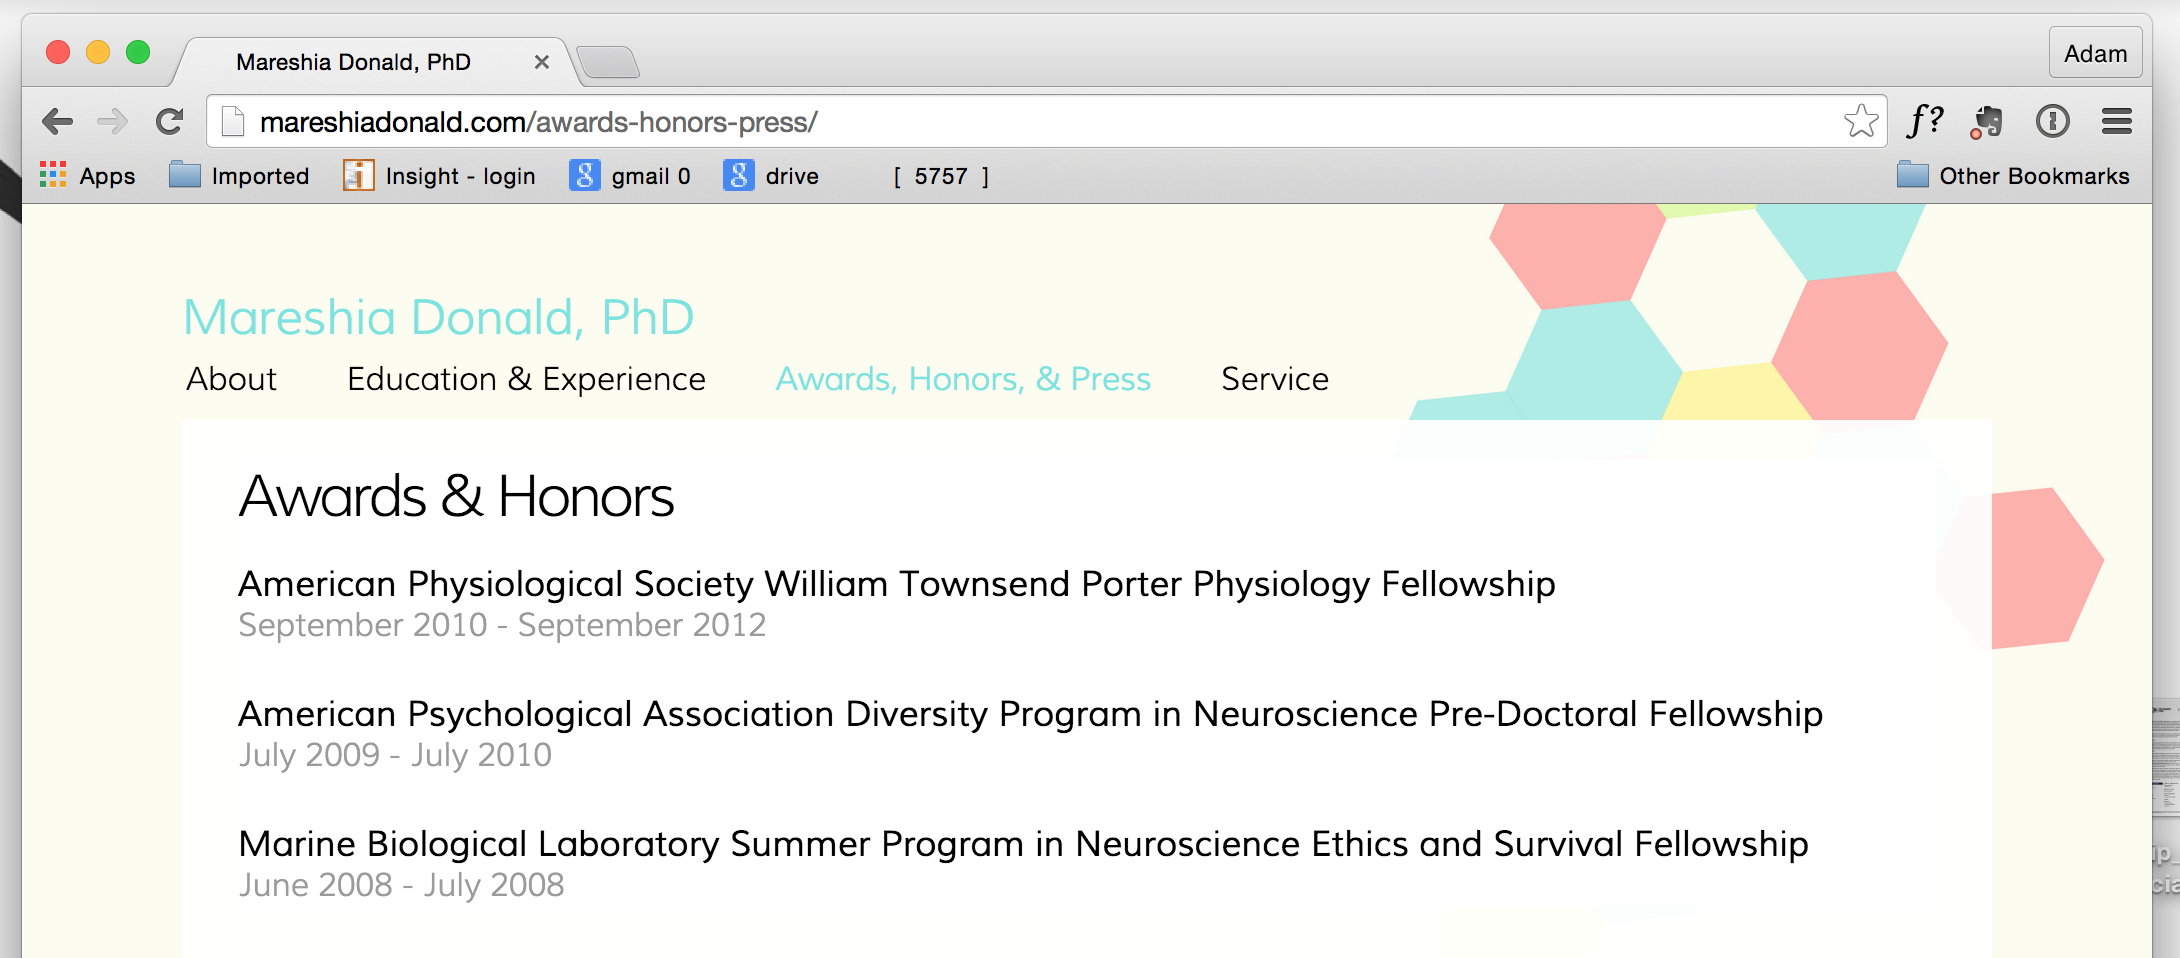 Mareshia Donald, PhD
Adam
mareshiadonald.com/awards-honors-press/
f?
Apps Imported Insight - login gmail 0 drive [ 5757 ] Other Bookmarks
Mareshia Donald, PhD
About Education & Experience Awards, Honors, & Press Service
Awards & Honors
American Physiological Society William Townsend Porter Physiology Fellowship
September 2010 - September 2012
American Psychological Association Diversity Program in Neuroscience Pre-Doctoral Fellowship
July 2009 - July 2010
Marine Biological Laboratory Summer Program in Neuroscience Ethics and Survival Fellowship
June 2008 - July 2008